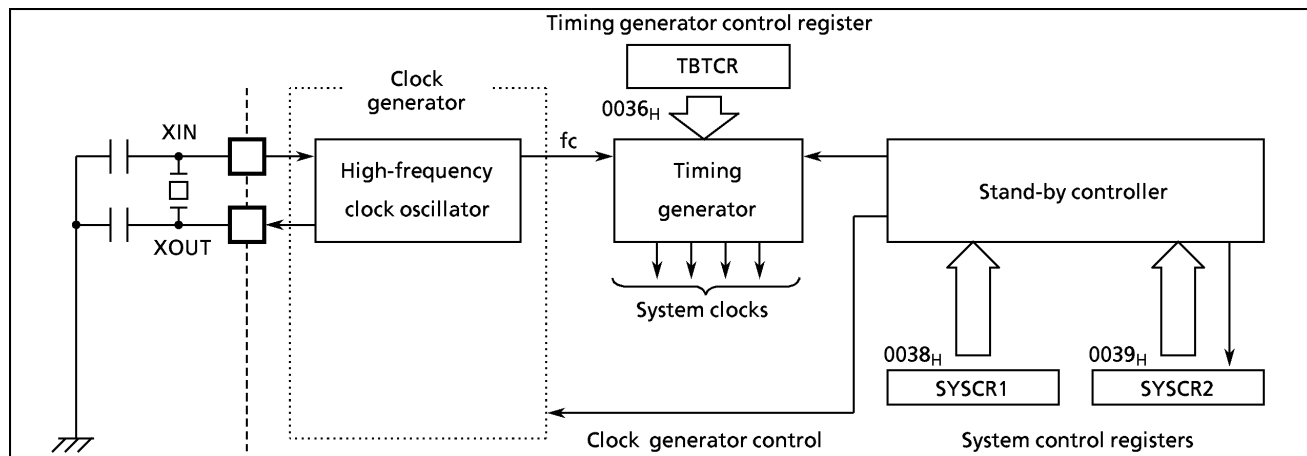 Timing generator control register
TBTCR
Clock
generator
0036H
XIN
fc
High-frequency
clock oscillator
Timing
generator
Stand-by controller
XOUT
System clocks
0038H
0039H
SYSCR1
SYSCR2
Clock generator control
System control registers